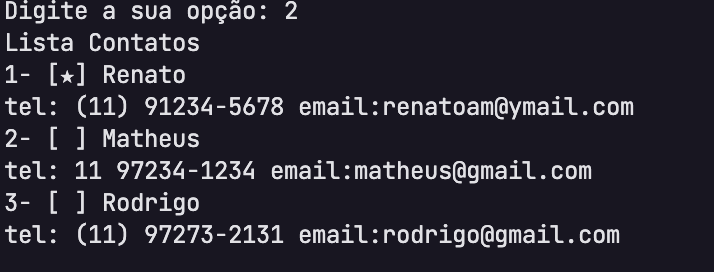 Digite a sua opção: 2
Lista Contatos
1- [★] Renato
tel: (11) 91234-5678 email:renatoam@ymail.com
2- [ ] Matheus
tel: 11 97234-1234 email:matheus@gmail.com
3- [ ] Rodrigo
tel: (11) 97273-2131 email:rodrigo@gmail.com